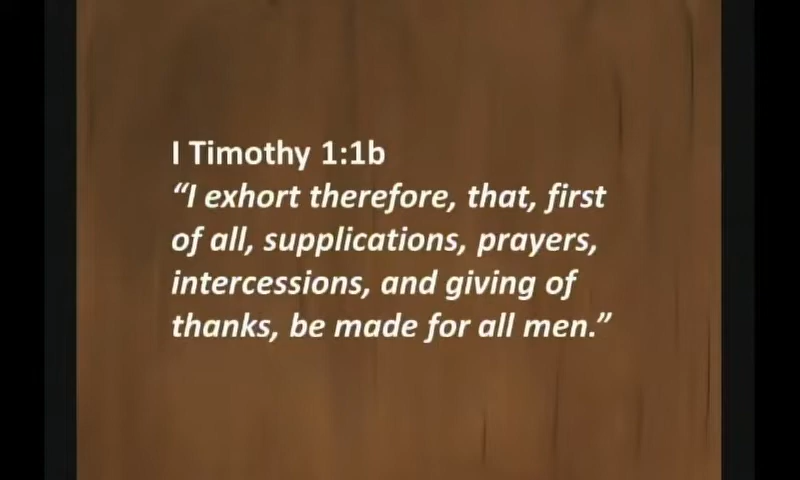 I Timothy 1:1b
“I exhort therefore, that, first
of all, supplications, prayers,
intercessions, and giving of
thanks, be made for all men.”